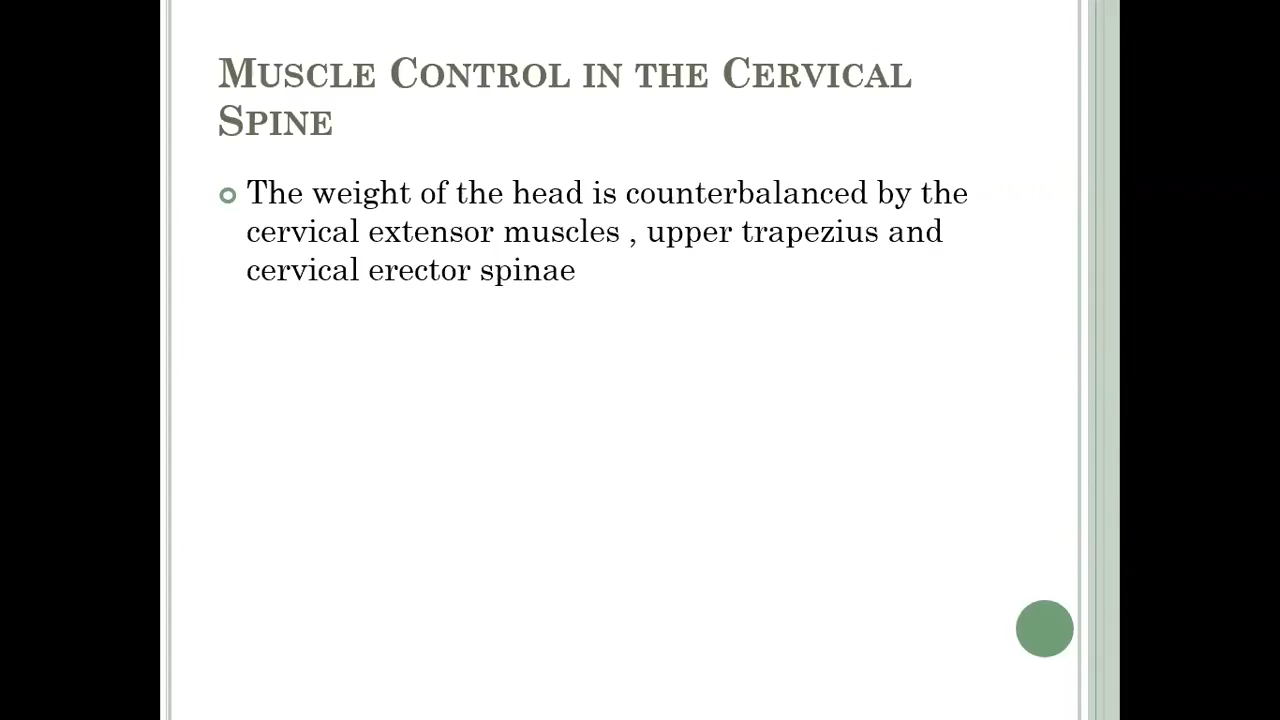 Muscle Control in the Cervical
Spine
The weight of the head is counterbalanced by the
cervical extensor muscles , upper trapezius and
cervical erector spinae